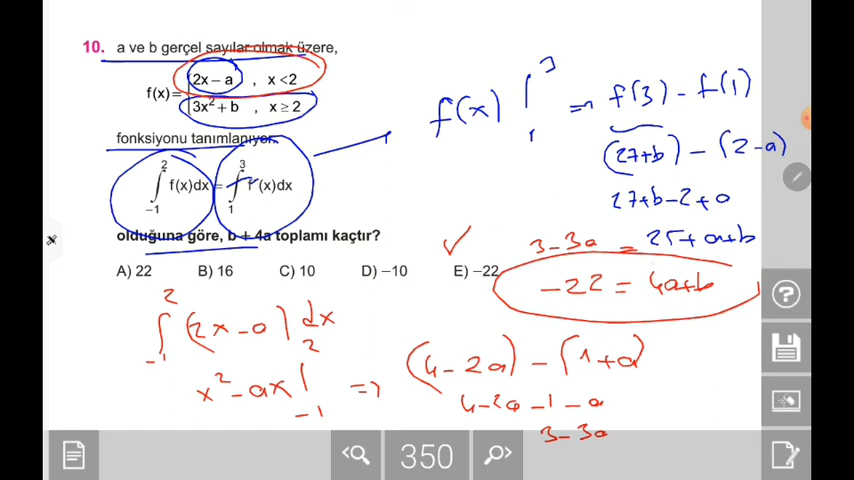 10. a ve b gerçel sayılar olmak üzere,
f(x) = 2x – a , x < 2
3x² + b , x ≥ 2
fonksiyonu tanımlanıyor.
∫₋₁² f(x)dx = ∫₁³ f'(x)dx
olduğuna göre, b + 4a toplamı kaçtır?
A) 22 B) 16 C) 10 D) –10 E) –22
f(x) |₁³ ⇒ f(3) – f(1)
(27+b) – (2–a)
27+b–2+a
3–3a = 25+a+b
–22 = 4a+b
∫₋₁² (2x–a) dx
x² – ax |₋₁² ⇒ (4–2a) – (1+a)
4–2a–1–a
3–3a
350